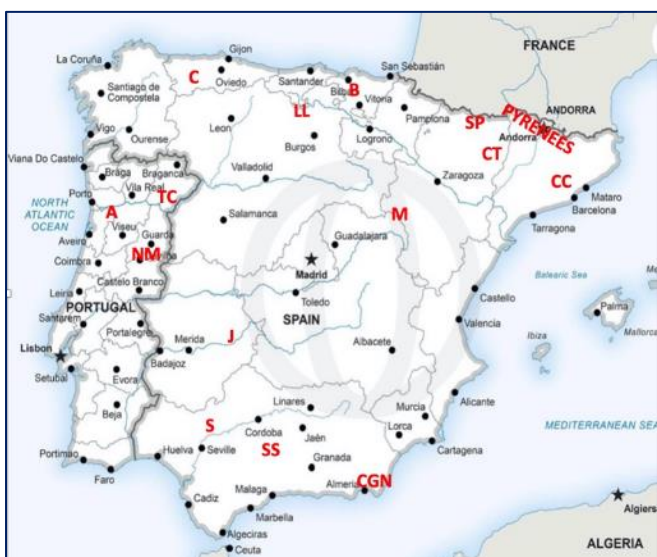 FRANCE
Gijon
La Coruña
San Sebastián
C
Oviedo
Santander
B
Bilb
Santiago de
Compostela
Vitoria
ANDORRA
LL
PYRENEES
Leon
Pamplona
SP
Vigo
Ourense
Burgos
Logrono
Andorra
CT
Viana Do Castelo
Braganca
Braga
Valladolid
Zaragoza
CC
Vila Real
TC
Mataro
NORTH
ATLANTIC
OCEAN
Porto
Barcelona
A
Salamanca
M
Tarragona
Viseu
Aveiro
Guarda
Guadalajara
NM
Coimbra
Madrid
Balearic Sea
Castelo Branco
Leiria
Toledo
Castello
Palma
PORTUGAL
SPAIN
Mallorca
Santarem
Valencia
Ibiza
Portalegre
J
Lisbon
Merida
Albacete
Badajoz
Setubal
Evora
Alicante
Linares
Murcia
Beja
S
MEDITERRANEAN SEA
Cordoba
Jaén
Lorca
SS
Seville
Cartagena
Portimao
Huelva
Granada
Faro
CGN
Almeria
Cadiz
Malaga
Marbella
Algiers
Algeciras
Ceuta
ALGERIA